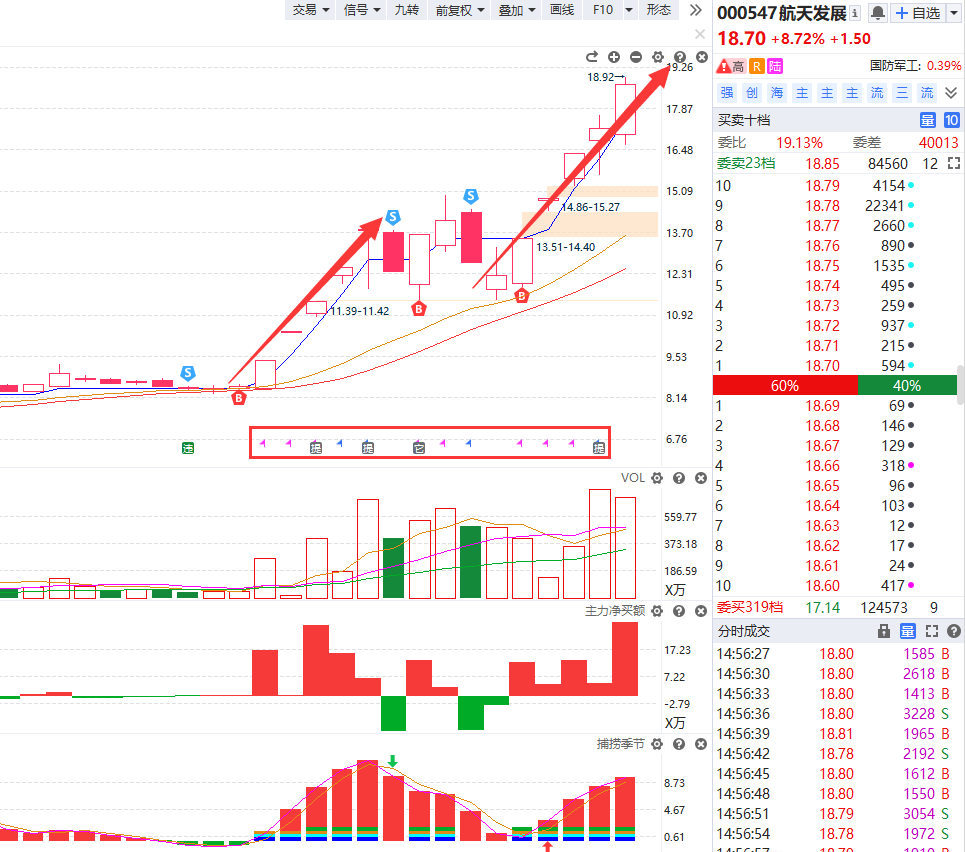 交易 信号 九转 前复权 叠加 画线 F10 形态
19.26
18.92
17.87
16.48
15.09
14.86-15.27
13.70
13.51-14.40
12.31
11.39-11.42
10.92
9.53
8.14
6.76
S
S
S
B
B
B
违 提 提 它 提
VOL
559.77
373.18
186.59
X万
主力净买额
17.23
7.22
-2.79
X万
捕捞季节
8.73
4.67
0.61
000547航天发展
自选
18.70 +8.72% +1.50
高 R 陆 国防军工: 0.39%
强 创 海 主 主 主 流 三 流
买卖十档 量 10
委比 19.13% 委差 40013
委卖23档 18.85 84560 12
10 18.79 4154
9 18.78 22341
8 18.77 2660
7 18.76 890
6 18.75 1535
5 18.74 495
4 18.73 259
3 18.72 937
2 18.71 215
1 18.70 594
60% 40%
1 18.69 69
2 18.68 146
3 18.67 129
4 18.66 318
5 18.65 96
6 18.64 103
7 18.63 12
8 18.62 17
9 18.61 24
10 18.60 417
委买319档 17.14 124573 9
分时成交 量
14:56:27 18.80 1585 B
14:56:30 18.80 2618 B
14:56:33 18.80 1413 B
14:56:36 18.80 3228 S
14:56:39 18.81 1965 B
14:56:42 18.78 2192 S
14:56:45 18.80 1612 B
14:56:48 18.80 1550 B
14:56:51 18.79 3054 S
14:56:54 18.78 1972 S